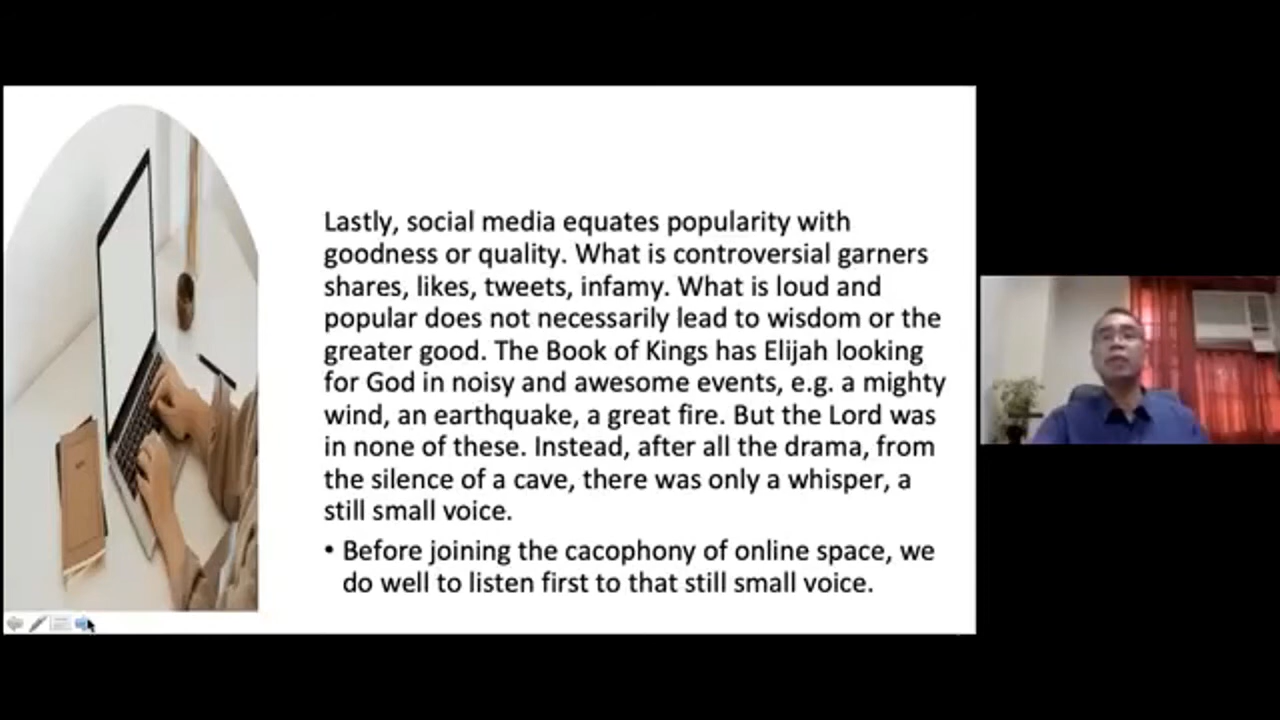 Lastly, social media equates popularity with
goodness or quality. What is controversial garners
shares, likes, tweets, infamy. What is loud and
popular does not necessarily lead to wisdom or the
greater good. The Book of Kings has Elijah looking
for God in noisy and awesome events, e.g. a mighty
wind, an earthquake, a great fire. But the Lord was
in none of these. Instead, after all the drama, from
the silence of a cave, there was only a whisper, a
still small voice.
• Before joining the cacophony of online space, we
do well to listen first to that still small voice.